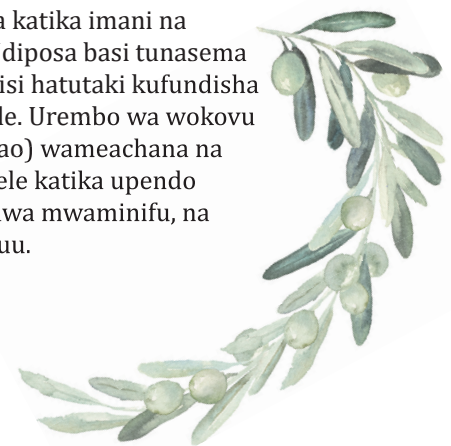 a katika imani na
diposa basi tunasema
isi hatutaki kufundisha
le. Urembo wa wokovu
ao) wameachana na
ele katika upendo
wa mwaminifu, na
uu.